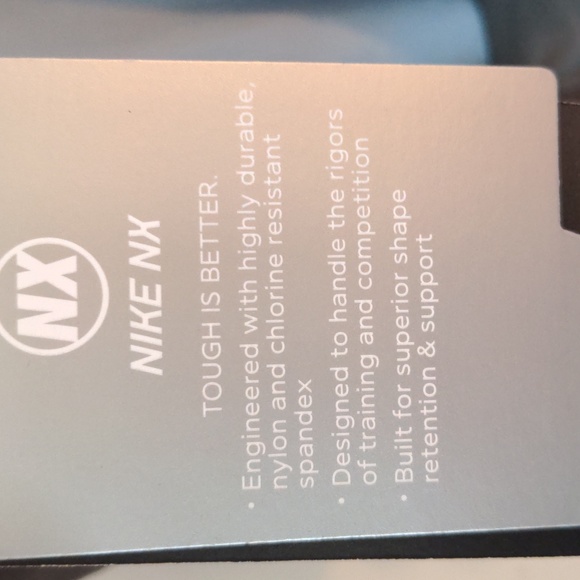 NX
NIKE NX
TOUGH IS BETTER.
• Engineered with highly durable,
nylon and chlorine resistant
spandex
• Designed to handle the rigors
of training and competition
• Built for superior shape
retention & support